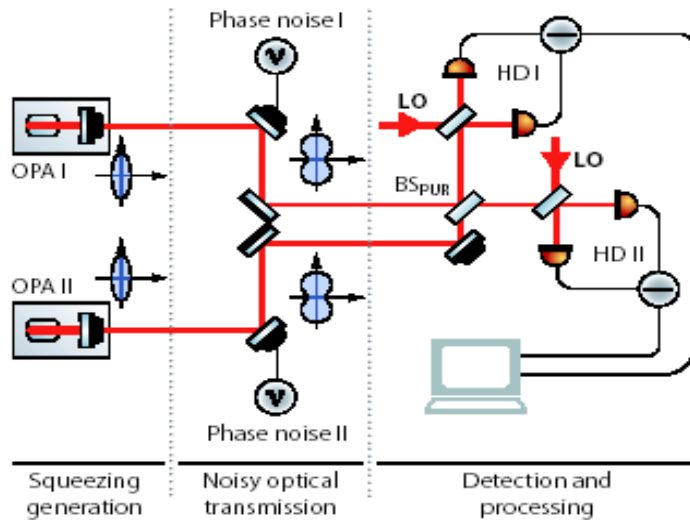 Phase noise I
V
HD I
LO
OPA I
LO
BSPUR
HD II
OPA II
V
Phase noise II
Squeezing
generation
Noisy optical
transmission
Detection and
processing